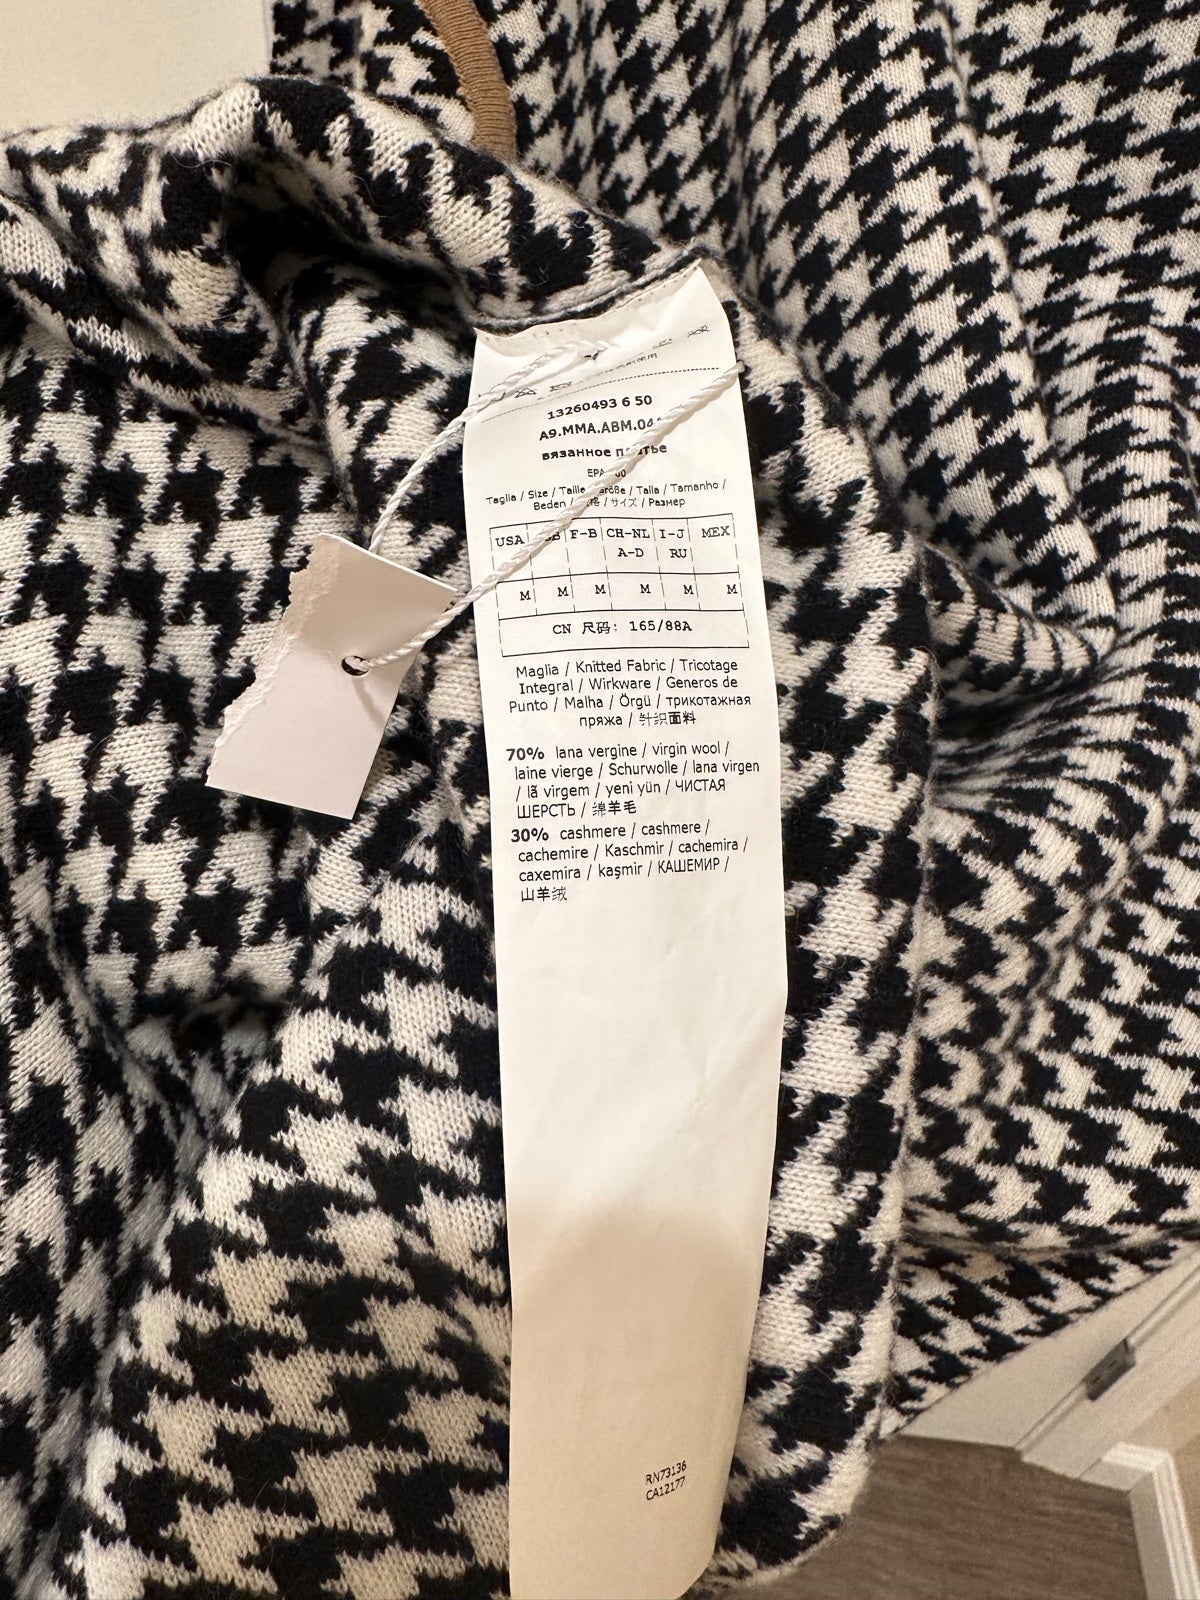 13260493 6 50
A9.MMA.ABM.04
вязанное
Taglia / Size / Taille / Größe / Talla / Tamanho /
Beden / / サイズ / Размер
USA GB F-B CH-NL I-J MEX
A-D RU
M M M M M M
CN 尺码: 165/88A
Maglia / Knitted Fabric / Tricotage
Integral / Wirkware / Generos de
Punto / Malha / Örgü / трикотажная
пряжа / 针织面料
70% lana vergine / virgin wool /
laine vierge / Schurwolle / lana virgen
/ lã virgem / yeni yün / ЧИСТАЯ
ШЕРСТЬ / 绵羊毛
30% cashmere / cashmere /
cachemire / Kaschmir / cachemira /
caxemira / kaşmir / КАШЕМИР /
山羊绒
RN73136
CA12177